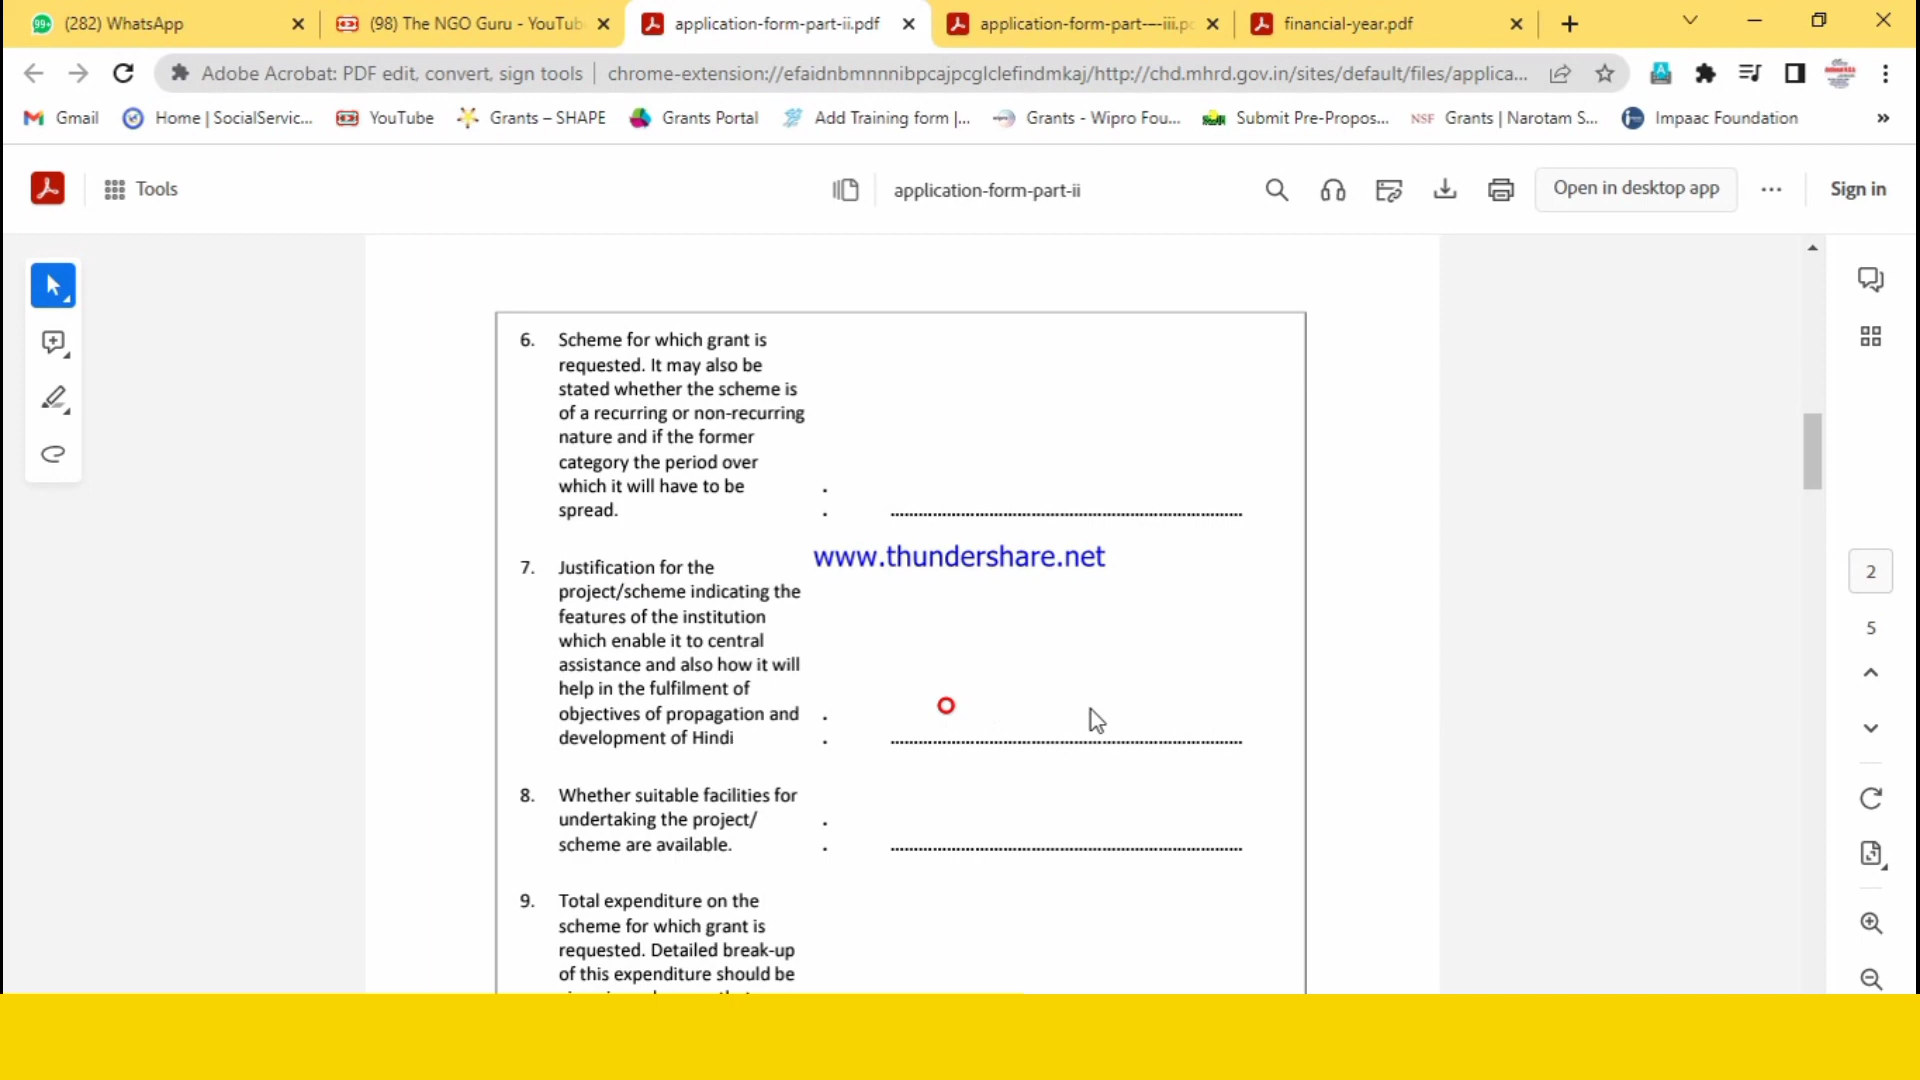 99+ (282) WhatsApp
(98) The NGO Guru - YouTub
application-form-part-ii.pdf
application-form-part-–-iii.p
financial-year.pdf
Adobe Acrobat: PDF edit, convert, sign tools
chrome-extension://efaidnbmnnnibpcajpcglclefindmkaj/http://chd.mhrd.gov.in/sites/default/files/applica...
Gmail
Home | SocialServic...
YouTube
Grants – SHAPE
Grants Portal
Add Training form |...
Grants - Wipro Fou...
Submit Pre-Propos...
NSF Grants | Narotam S...
Impaac Foundation
»
Tools
application-form-part-ii
Open in desktop app
Sign in
6. Scheme for which grant is
requested. It may also be
stated whether the scheme is
of a recurring or non-recurring
nature and if the former
category the period over
which it will have to be
spread. : ................................................................................
www.thundershare.net
7. Justification for the
project/scheme indicating the
features of the institution
which enable it to central
assistance and also how it will
help in the fulfilment of
objectives of propagation and
development of Hindi : ................................................................................
8. Whether suitable facilities for
undertaking the project/
scheme are available. : ................................................................................
9. Total expenditure on the
scheme for which grant is
requested. Detailed break-up
of this expenditure should be
2
5